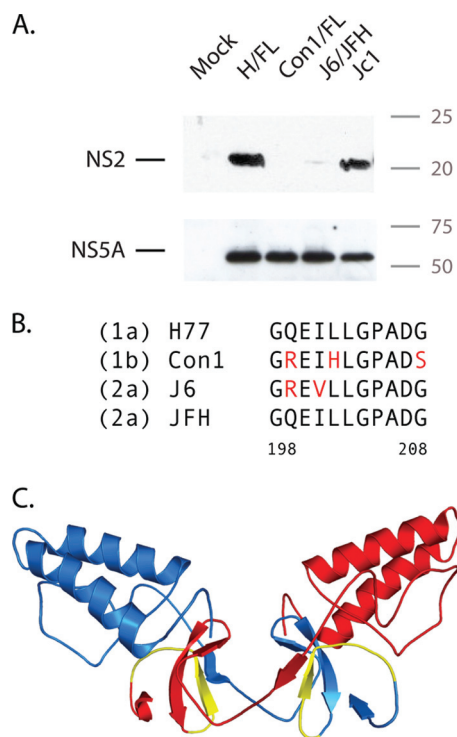 A.
Mock H/FL Con1/FL J6/JFH Jc1
25
NS2
20
75
NS5A
50
B.
(1a) H77 GQEILLGPADG
(1b) Con1 GREIHLGPADS
(2a) J6 GREVLLGPADG
(2a) JFH GQEILLGPADG
198 208
C.